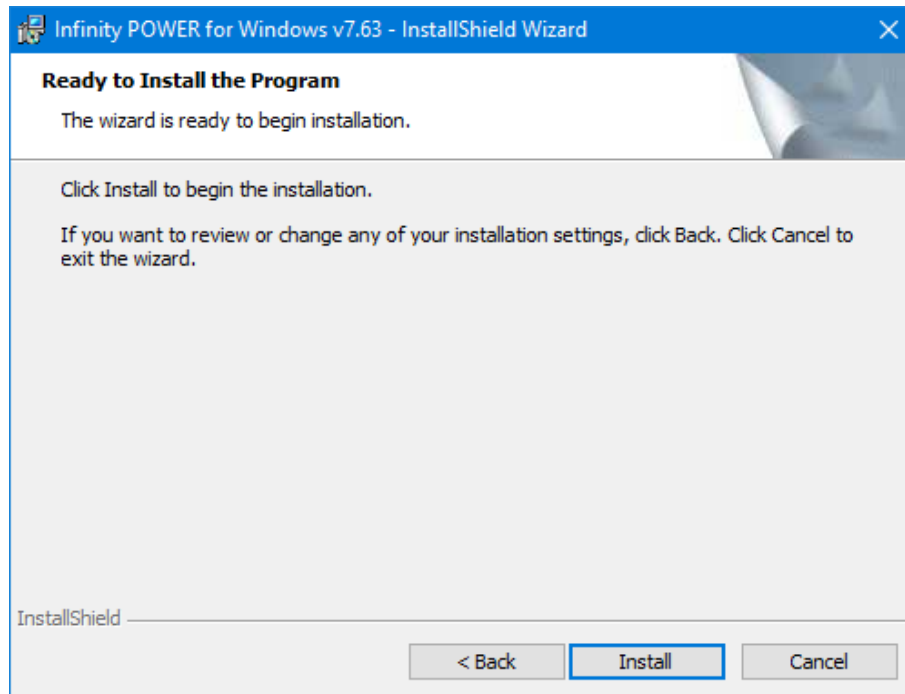 Infinity POWER for Windows v7.63 - InstallShield Wizard
Ready to Install the Program
The wizard is ready to begin installation.
Click Install to begin the installation.
If you want to review or change any of your installation settings, click Back. Click Cancel to
exit the wizard.
InstallShield
< Back
Install
Cancel